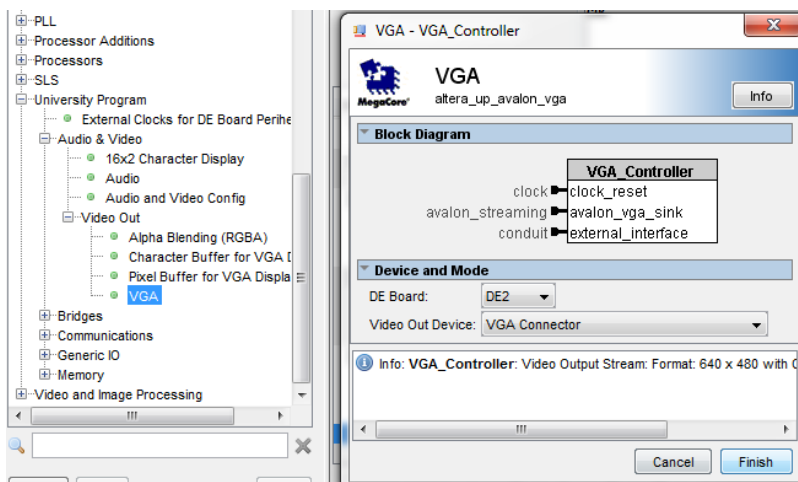 PLL
Processor Additions
Processors
SLS
University Program
External Clocks for DE Board Perihe
Audio & Video
16x2 Character Display
Audio
Audio and Video Config
Video Out
Alpha Blending (RGBA)
Character Buffer for VGA D
Pixel Buffer for VGA Displa
VGA
Bridges
Communications
Generic IO
Memory
Video and Image Processing
VGA - VGA_Controller
VGA
MegaCore®
altera_up_avalon_vga
Info
Block Diagram
VGA_Controller
clock clock_reset
avalon_streaming avalon_vga_sink
conduit external_interface
Device and Mode
DE Board: DE2
Video Out Device: VGA Connector
Info: VGA_Controller: Video Output Stream: Format: 640 x 480 with
Cancel Finish